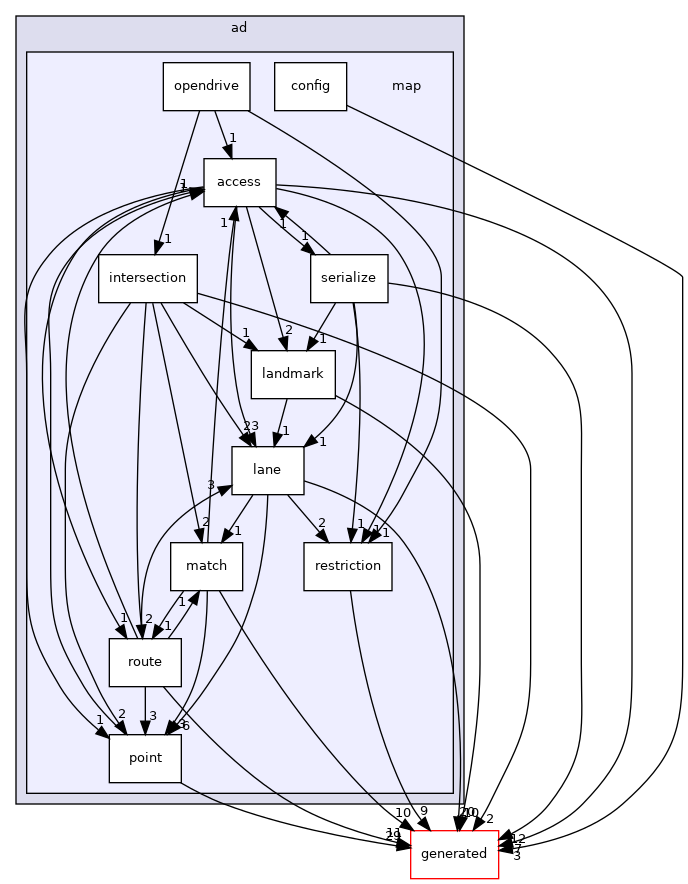 ad
opendrive
config
map
1
access
1
1
1
1
1
intersection
serialize
1
2
1
landmark
23
1
1
lane
3
2
1
2
1
1
match
restriction
1
1
2
1
route
1
2
3
6
point
10
9
2
12
3
generated